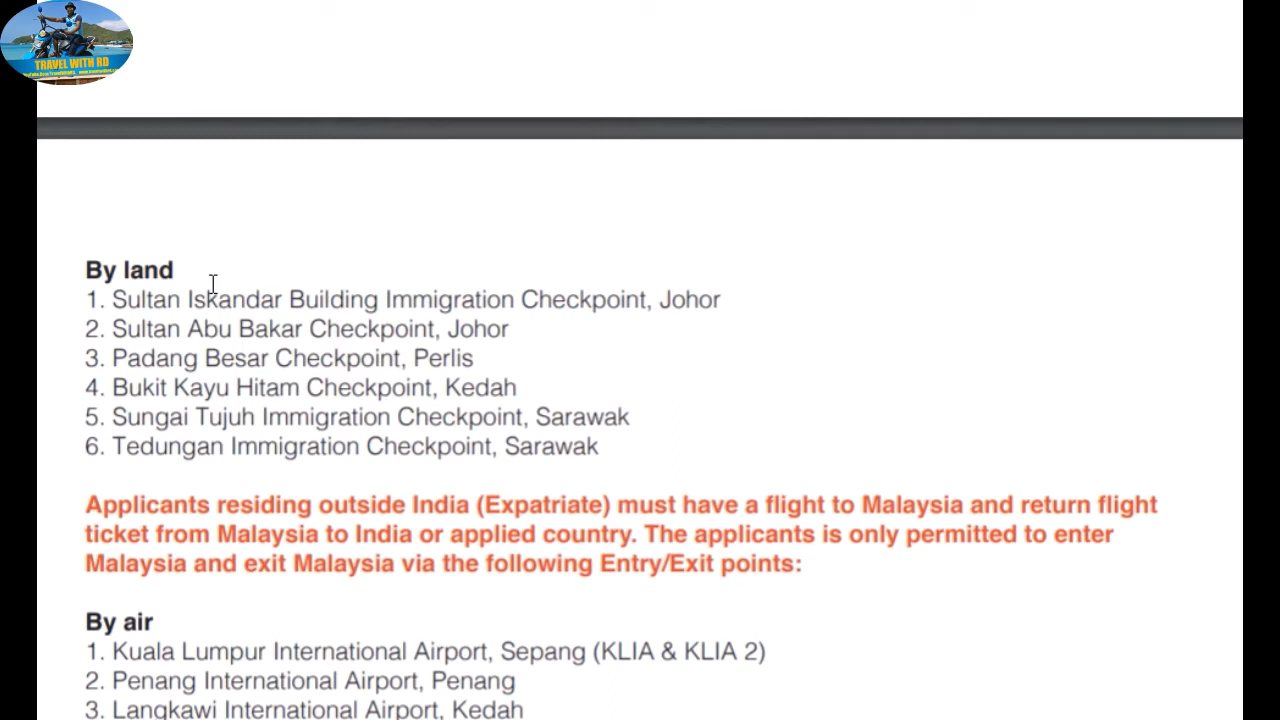 TRAVEL WITH RD
By land
1. Sultan Iskandar Building Immigration Checkpoint, Johor
2. Sultan Abu Bakar Checkpoint, Johor
3. Padang Besar Checkpoint, Perlis
4. Bukit Kayu Hitam Checkpoint, Kedah
5. Sungai Tujuh Immigration Checkpoint, Sarawak
6. Tedungan Immigration Checkpoint, Sarawak
Applicants residing outside India (Expatriate) must have a flight to Malaysia and return flight
ticket from Malaysia to India or applied country. The applicants is only permitted to enter
Malaysia and exit Malaysia via the following Entry/Exit points:
By air
1. Kuala Lumpur International Airport, Sepang (KLIA & KLIA 2)
2. Penang International Airport, Penang
3. Langkawi International Airport, Kedah